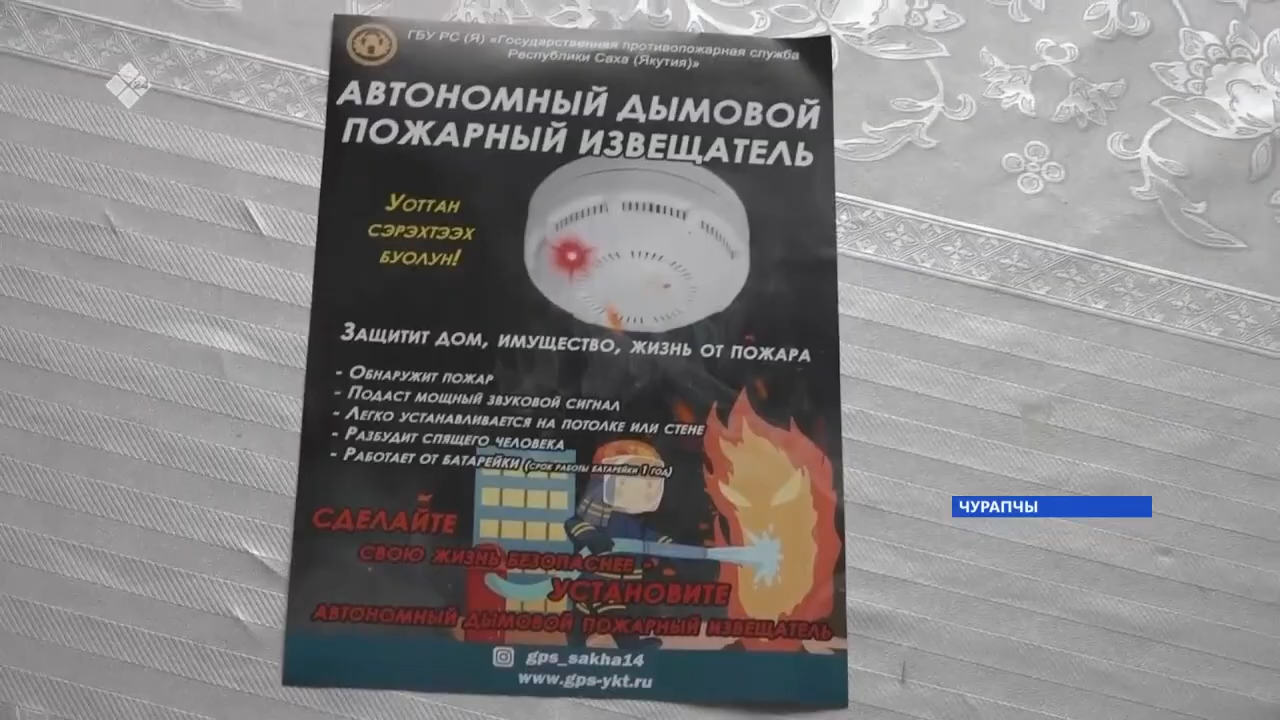 ГБУ РС (Я) «Государственная противопожарная служба
Республики Саха (Якутия)»
АВТОНОМНЫЙ ДЫМОВОЙ
ПОЖАРНЫЙ ИЗВЕЩАТЕЛЬ
УОТТАН
СЭРЭХТЭЭХ
БУОЛУН!
ЗАЩИТИТ ДОМ, ИМУЩЕСТВО, ЖИЗНЬ ОТ ПОЖАРА
- ОБНАРУЖИТ ПОЖАР
- ПОДАСТ МОЩНЫЙ ЗВУКОВОЙ СИГНАЛ
- ЛЕГКО УСТАНАВЛИВАЕТСЯ НА ПОТОЛКЕ ИЛИ СТЕНЕ
- РАЗБУДИТ СПЯЩЕГО ЧЕЛОВЕКА
- РАБОТАЕТ ОТ БАТАРЕЙКИ (СРОК РАБОТЫ БАТАРЕЙКИ 1 ГОД)
СДЕЛАЙТЕ
СВОЮ ЖИЗНЬ БЕЗОПАСНЕЕ -
УСТАНОВИТЕ
АВТОНОМНЫЙ ДЫМОВОЙ ПОЖАРНЫЙ ИЗВЕЩАТЕЛЬ
gps_sakha14
www.gps-ykt.ru
ЧУРАПЧЫ